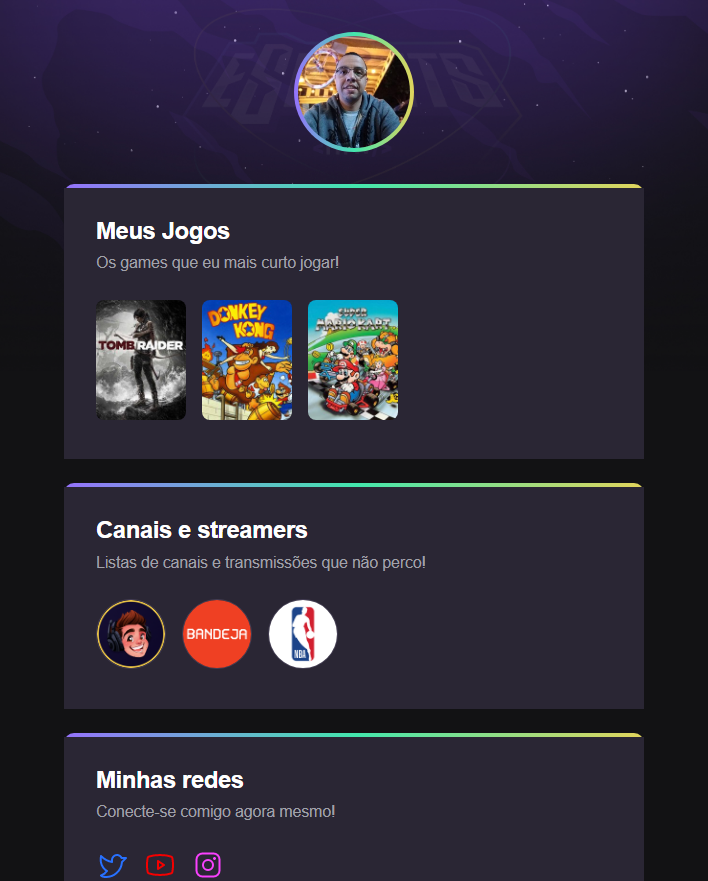 ESPORTS
Meus Jogos
Os games que eu mais curto jogar!
TOMB RAIDER
DONKEY
KONG
SUPER
MARIO KART
Canais e streamers
Listas de canais e transmissões que não perco!
BANDEJA
NBA
Minhas redes
Conecte-se comigo agora mesmo!